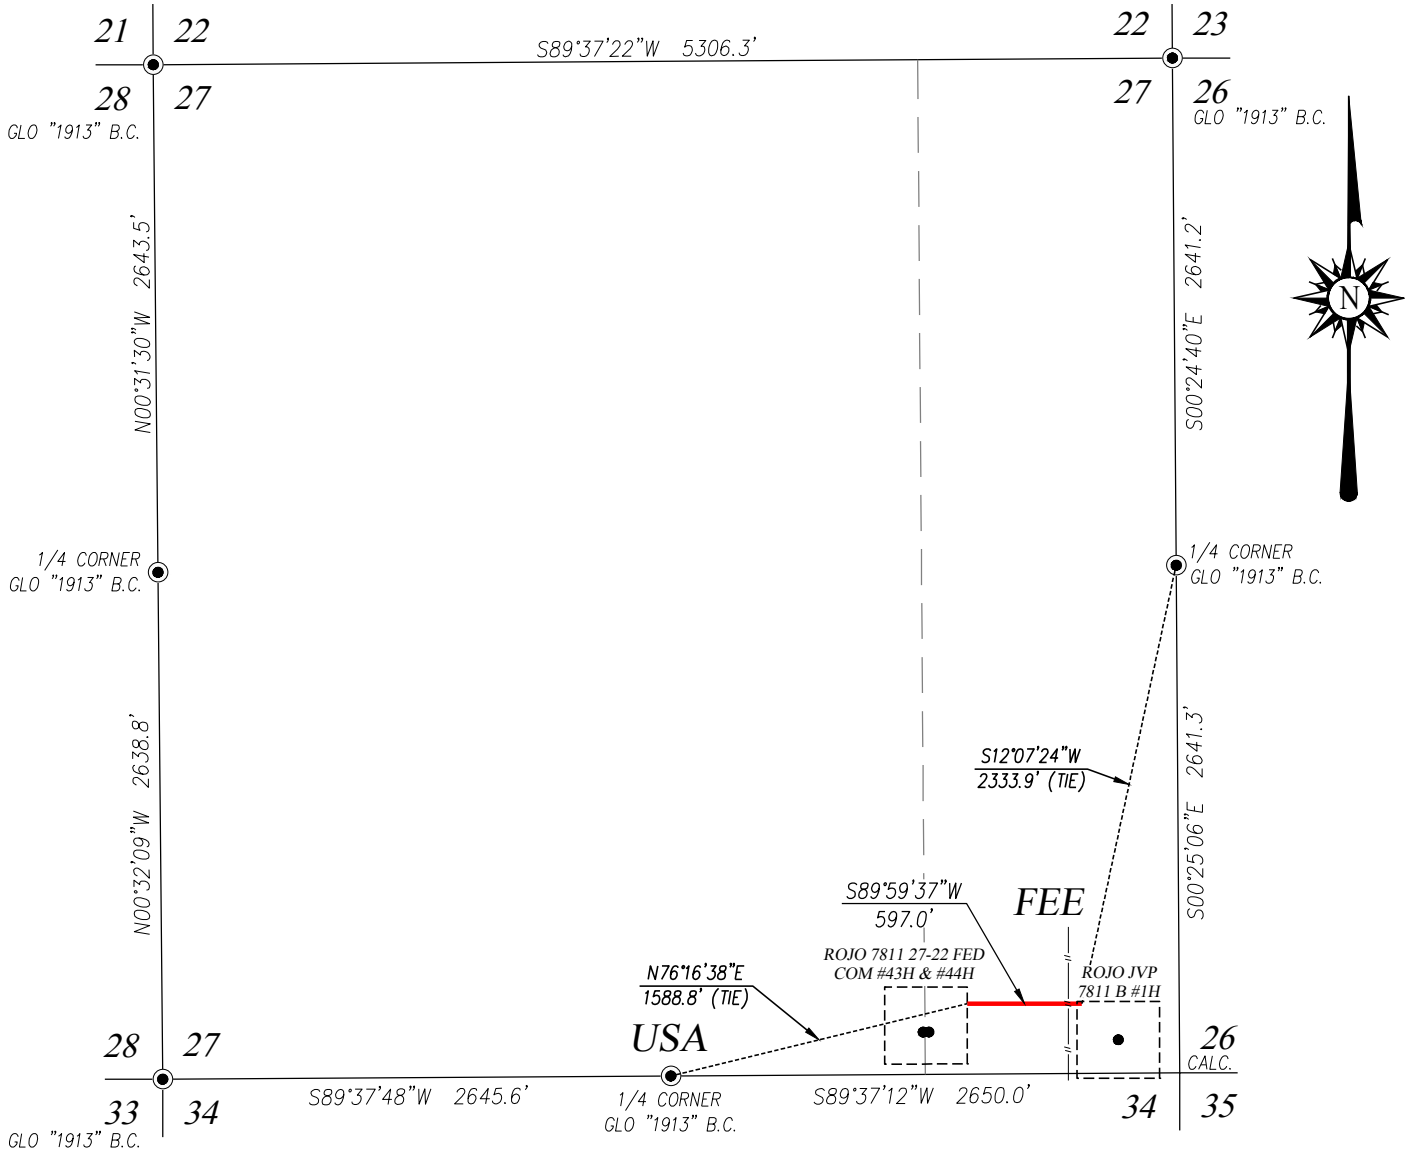 21 22
22 23
S89°37'22"W 5306.3'
28 27
27 26
GLO "1913" B.C.
GLO "1913" B.C.
N00°31'30"W 2643.5'
S00°24'40"E 2641.2'
N
1/4 CORNER
GLO "1913" B.C.
1/4 CORNER
GLO "1913" B.C.
N00°32'09"W 2638.8'
S00°25'06"E 2641.3'
S12°07'24"W
2333.9' (TIE)
S89°59'37"W
597.0'
FEE
ROJO 7811 27-22 FED
COM #43H & #44H
ROJO JVP
7811 B #1H
N76°16'38"E
1588.8' (TIE)
USA
28 27
26
CALC.
S89°37'48"W 2645.6'
1/4 CORNER
GLO "1913" B.C.
S89°37'12"W 2650.0'
33 34
34 35
GLO "1913" B.C.